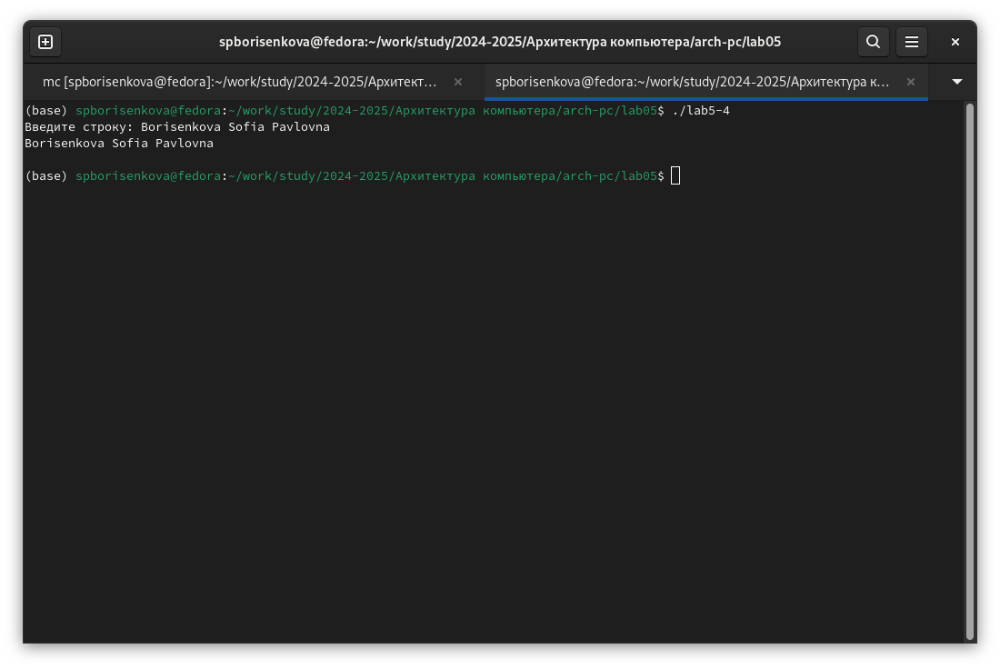 spborisenkova@fedora:~/work/study/2024-2025/Архитектура компьютера/arch-pc/lab05
mc [spborisenkova@fedora]:~/work/study/2024-2025/Архитект…
spborisenkova@fedora:~/work/study/2024-2025/Архитектура к…
(base) spborisenkova@fedora:~/work/study/2024-2025/Архитектура компьютера/arch-pc/lab05$ ./lab5-4
Введите строку: Borisenkova Sofia Pavlovna
Borisenkova Sofia Pavlovna
(base) spborisenkova@fedora:~/work/study/2024-2025/Архитектура компьютера/arch-pc/lab05$